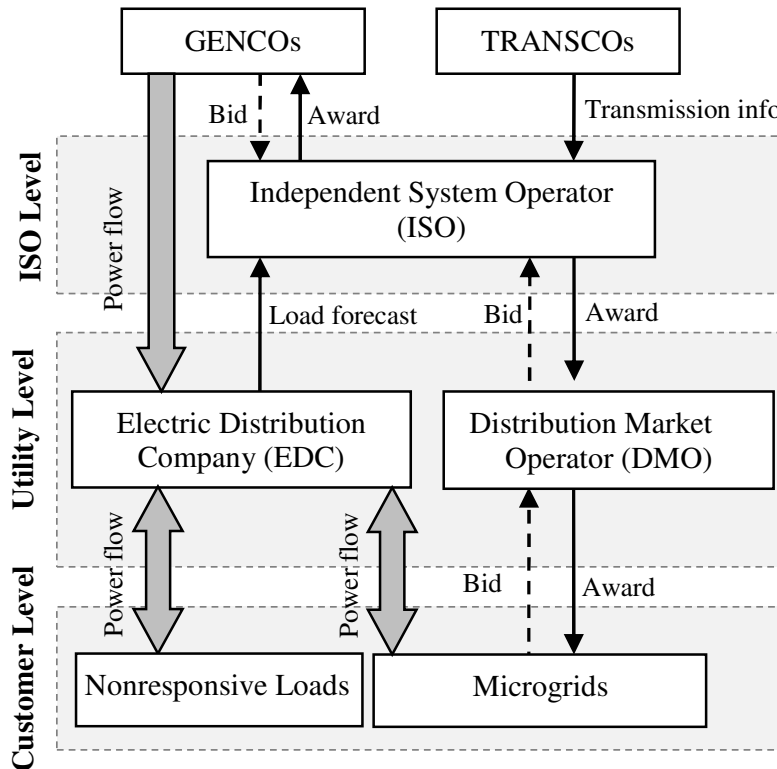 GENCOs
TRANSCOs
Bid
Award
Transmission info
ISO Level
Independent System Operator
(ISO)
Power flow
Load forecast
Bid
Award
Utility Level
Electric Distribution
Company (EDC)
Distribution Market
Operator (DMO)
Power flow
Power flow
Bid
Award
Customer Level
Nonresponsive Loads
Microgrids